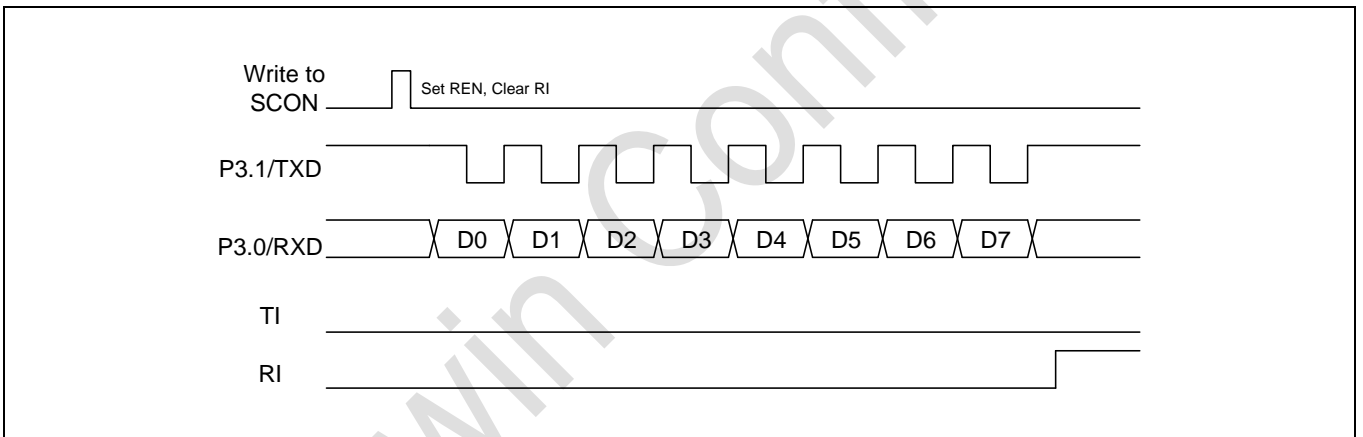 Write to
SCON
Set REN, Clear RI
P3.1/TXD
P3.0/RXD
D0 D1 D2 D3 D4 D5 D6 D7
TI
RI